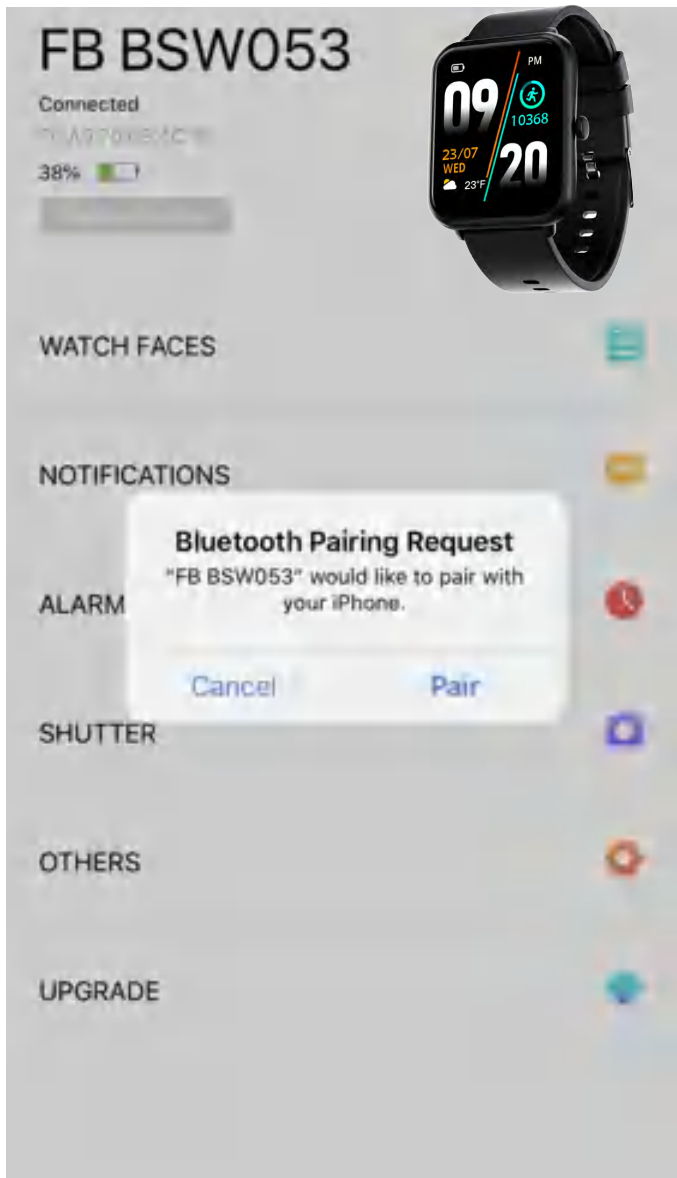 FB BSW053
Connected
38%
PM
09
10368
23/07
WED
20
23°F
WATCH FACES
NOTIFICATIONS
Bluetooth Pairing Request
"FB BSW053" would like to pair with
your iPhone.
ALARM
Cancel
Pair
SHUTTER
OTHERS
UPGRADE